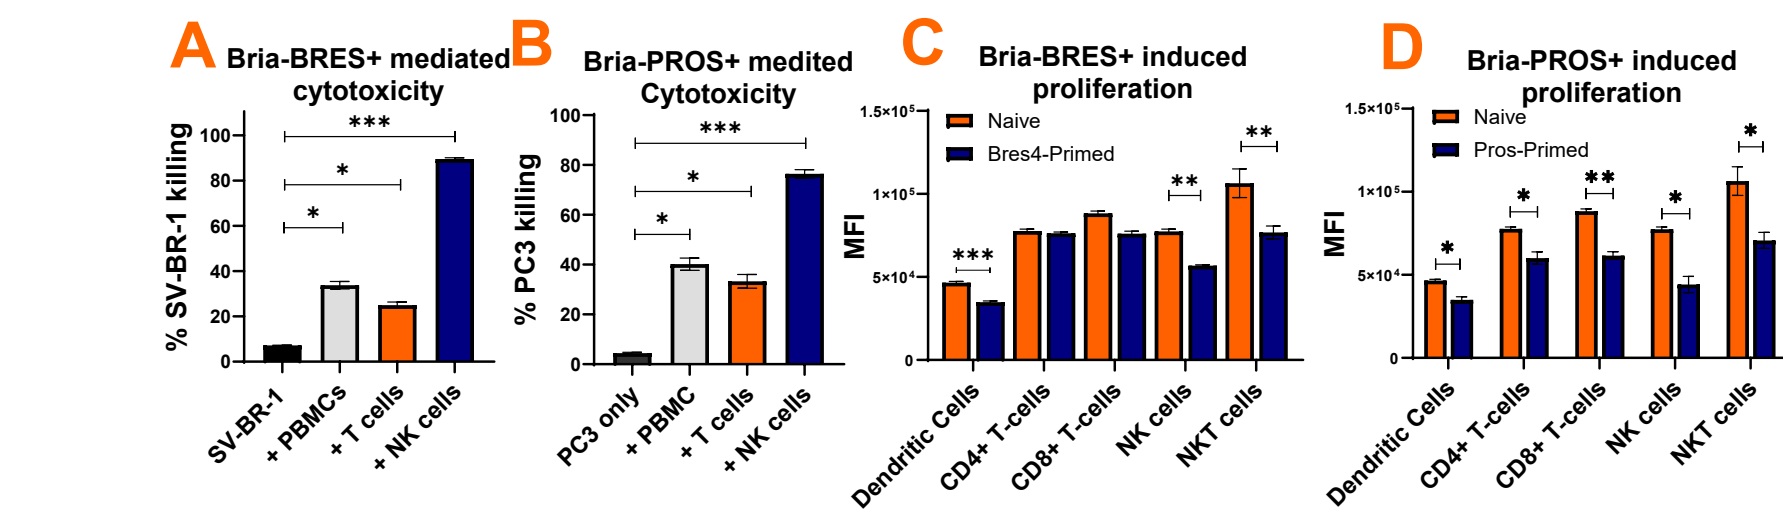 A
Bria-BRES+ mediated
cytotoxicity
% SV-BR-1 killing
100
80
60
40
20
0
***
*
*
SV-BR-1
+ PBMCs
+ T cells
+ NK cells
B
Bria-PROS+ medited
Cytotoxicity
% PC3 killing
100
80
60
40
20
0
***
*
*
PC3 only
+ PBMC
+ T cells
+ NK cells
C
Bria-BRES+ induced
proliferation
MFI
1.5×10⁵
1×10⁵
5×10⁴
0
Naive
Bres4-Primed
***
**
**
Dendritic Cells
CD4+ T-cells
CD8+ T-cells
NK cells
NKT cells
D
Bria-PROS+ induced
proliferation
MFI
1.5×10⁵
1×10⁵
5×10⁴
0
Naive
Pros-Primed
*
*
**
*
*
Dendritic Cells
CD4+ T-cells
CD8+ T-cells
NK cells
NKT cells